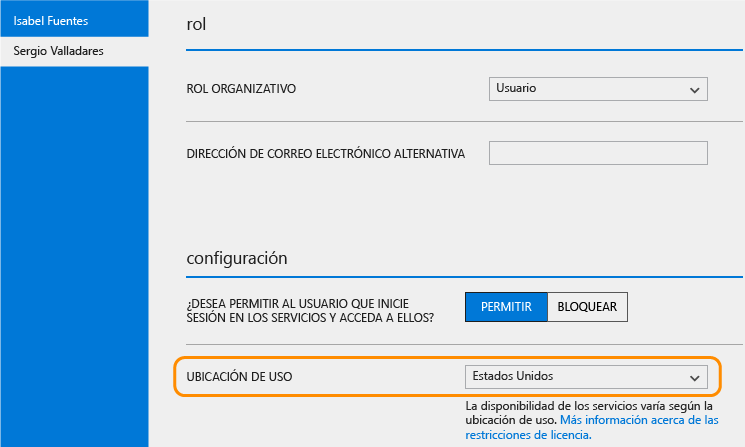 Isabel Fuentes
Sergio Valladares
rol
ROL ORGANIZATIVO
Usuario
DIRECCIÓN DE CORREO ELECTRÓNICO ALTERNATIVA
configuración
¿DESEA PERMITIR AL USUARIO QUE INICE
SESIÓN EN LOS SERVICIOS Y ACCEDA A ELLOS?
PERMITIR
BLOQUEAR
UBICACIÓN DE USO
Estados Unidos
La disponibilidad de los servicios varía según la
ubicación de uso. Más información acerca de las
restricciones de licencia.